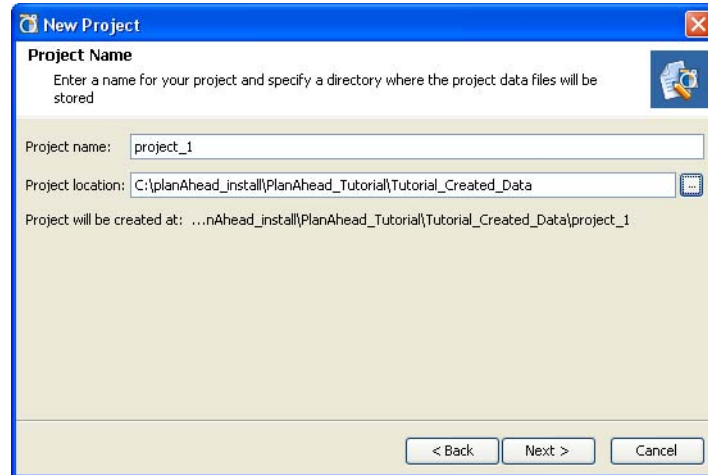 New Project
Project Name
Enter a name for your project and specify a directory where the project data files will be
stored
Project name: project_1
Project location: C:\planAhead_install\PlanAhead_Tutorial\Tutorial_Created_Data ...
Project will be created at: ...nAhead_install\PlanAhead_Tutorial\Tutorial_Created_Data\project_1
< Back Next > Cancel